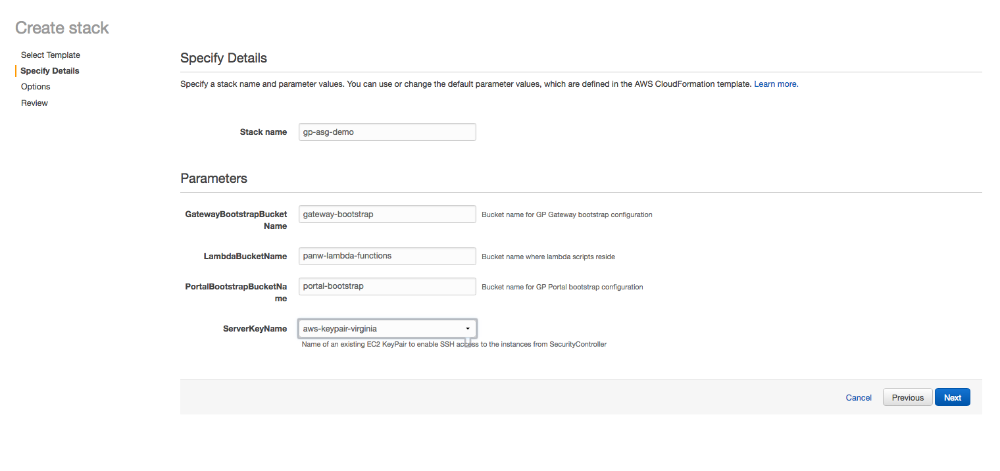 Create stack
Select Template
Specify Details
Options
Review
Specify Details
Specify a stack name and parameter values. You can use or change the default parameter values, which are defined in the AWS CloudFormation template. Learn more.
Stack name
gp-asg-demo
Parameters
GatewayBootstrapBucket
Name
gateway-bootstrap
Bucket name for GP Gateway bootstrap configuration
LambdaBucketName
panw-lambda-functions
Bucket name where lambda scripts reside
PortalBootstrapBucketNa
me
portal-bootstrap
Bucket name for GP Portal bootstrap configuration
ServerKeyName
aws-keypair-virginia
Name of an existing EC2 KeyPair to enable SSH access to the instances from SecurityController
Cancel
Previous
Next